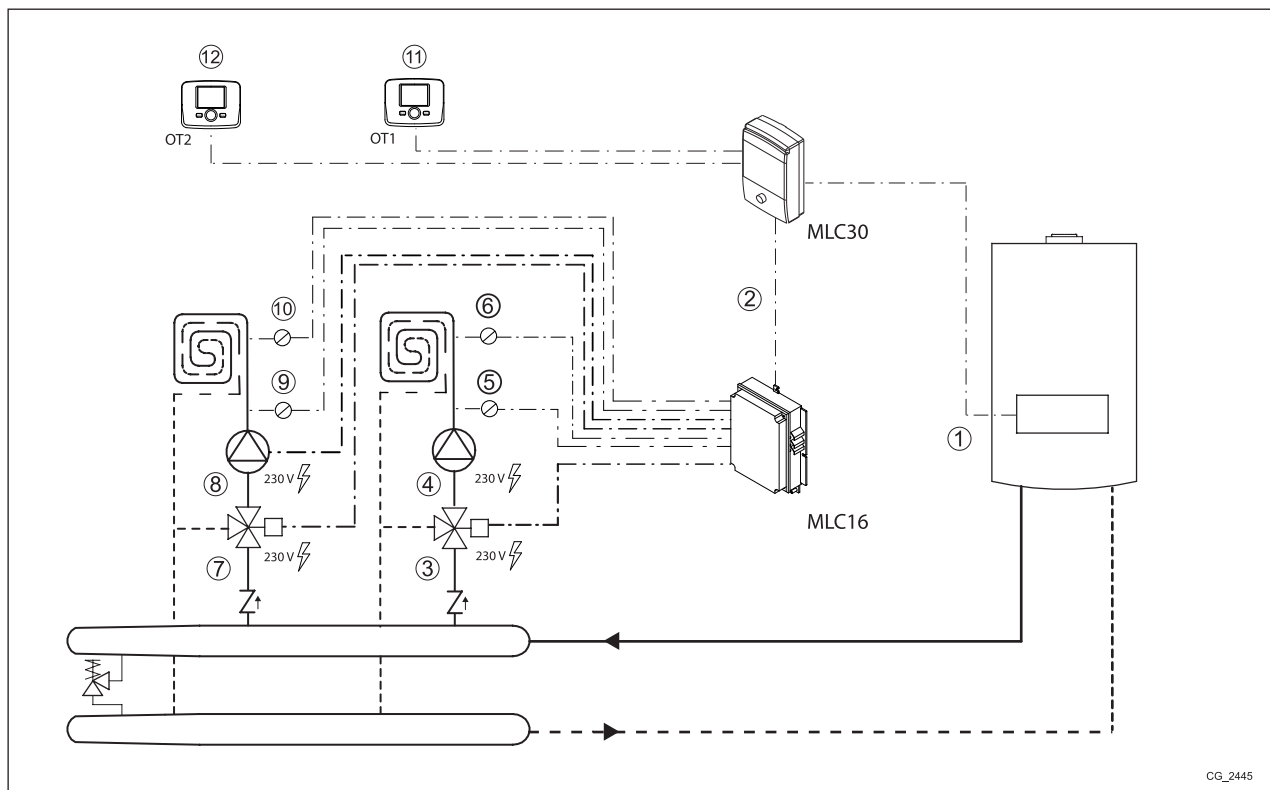 ⑫
⑪
OT2
OT1
MLC30
②
⑩
⑥
⑨
⑤
①
⑧
230 V
④
230 V
MLC16
⑦
230 V
③
230 V
CG_2445